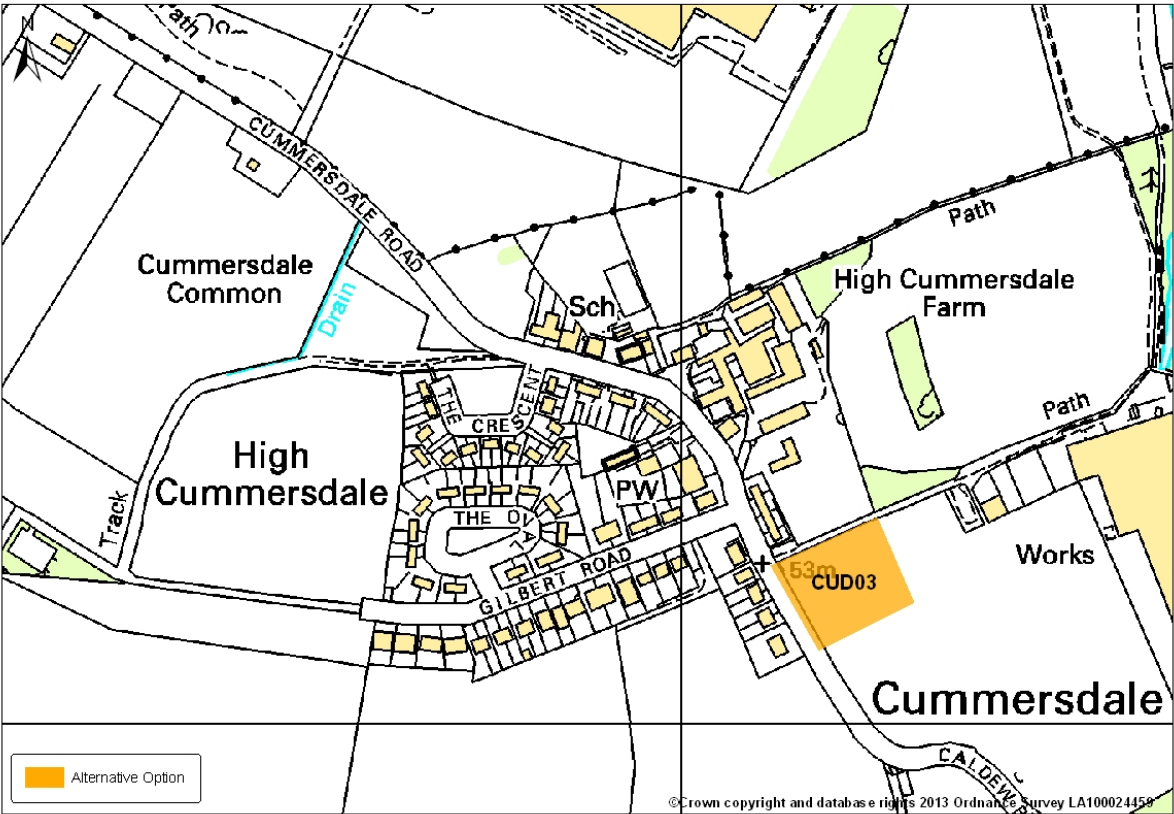 N
Path
CUMMERSDALE ROAD
Cummersdale
Common
Drain
Sch
Path
High Cummersdale
Farm
THE CRESCENT
Path
High
Cummersdale
PW
Track
THE OVAL
GILBERT ROAD
53m
CUD03
Works
Cummersdale
Alternative Option
©Crown copyright and database rights 2013 Ordnance Survey LA100024459